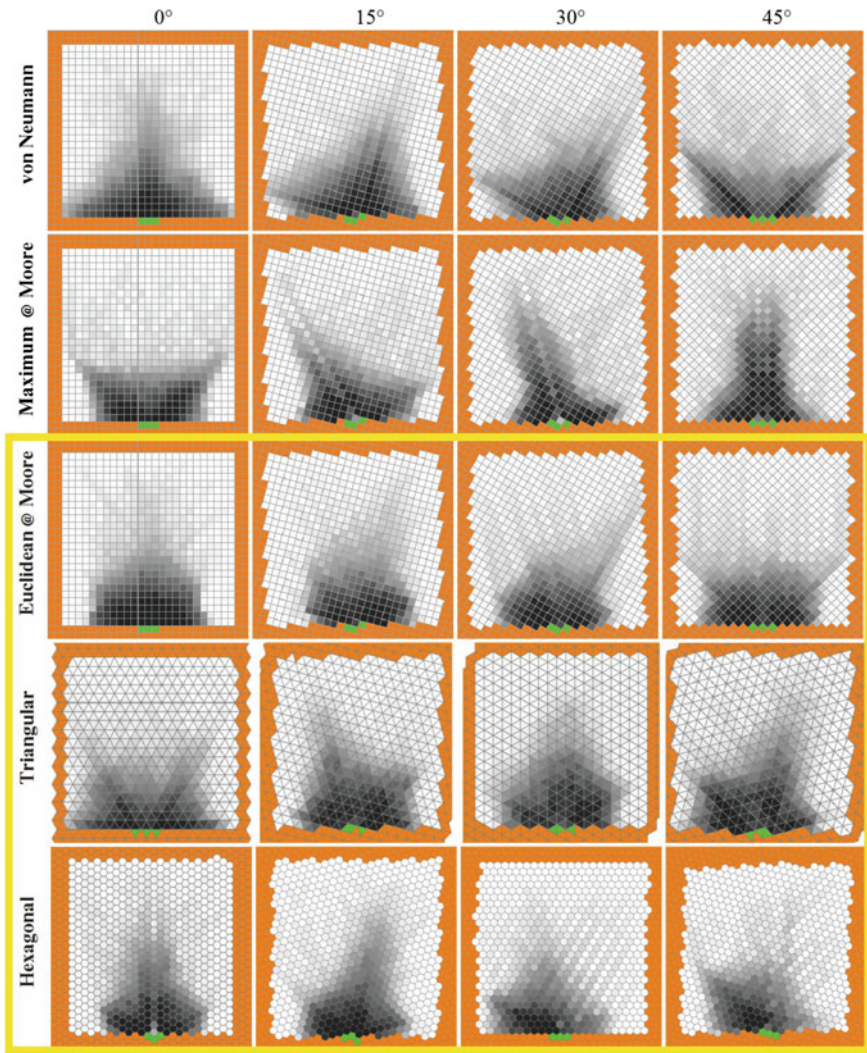 0° 15° 30° 45°
von Neumann
Maximum @ Moore
Euclidean @ Moore
Triangular
Hexagonal